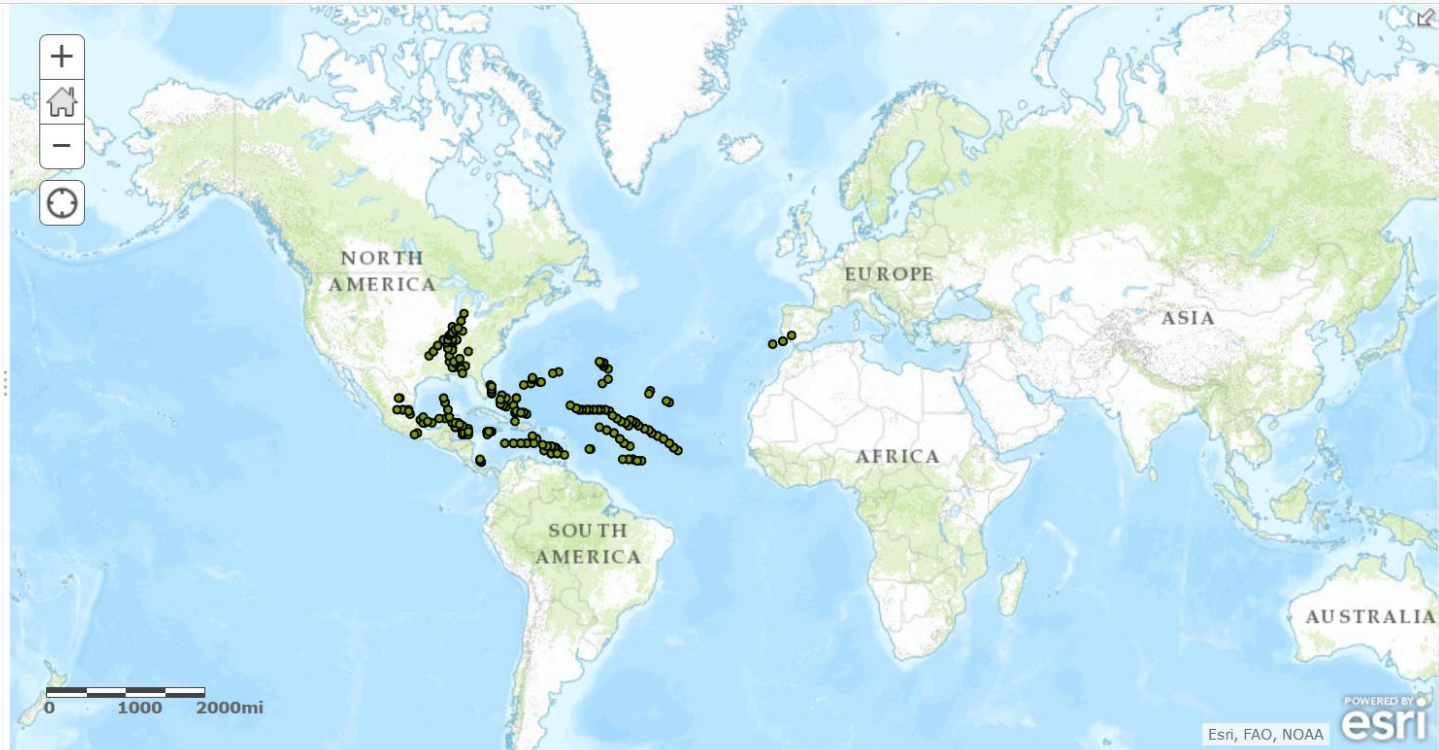 +
−
NORTH
AMERICA
EUROPE
ASIA
AFRICA
SOUTH
AMERICA
AUSTRALIA
0 1000 2000mi
POWERED BY
esri
Esri, FAO, NOAA